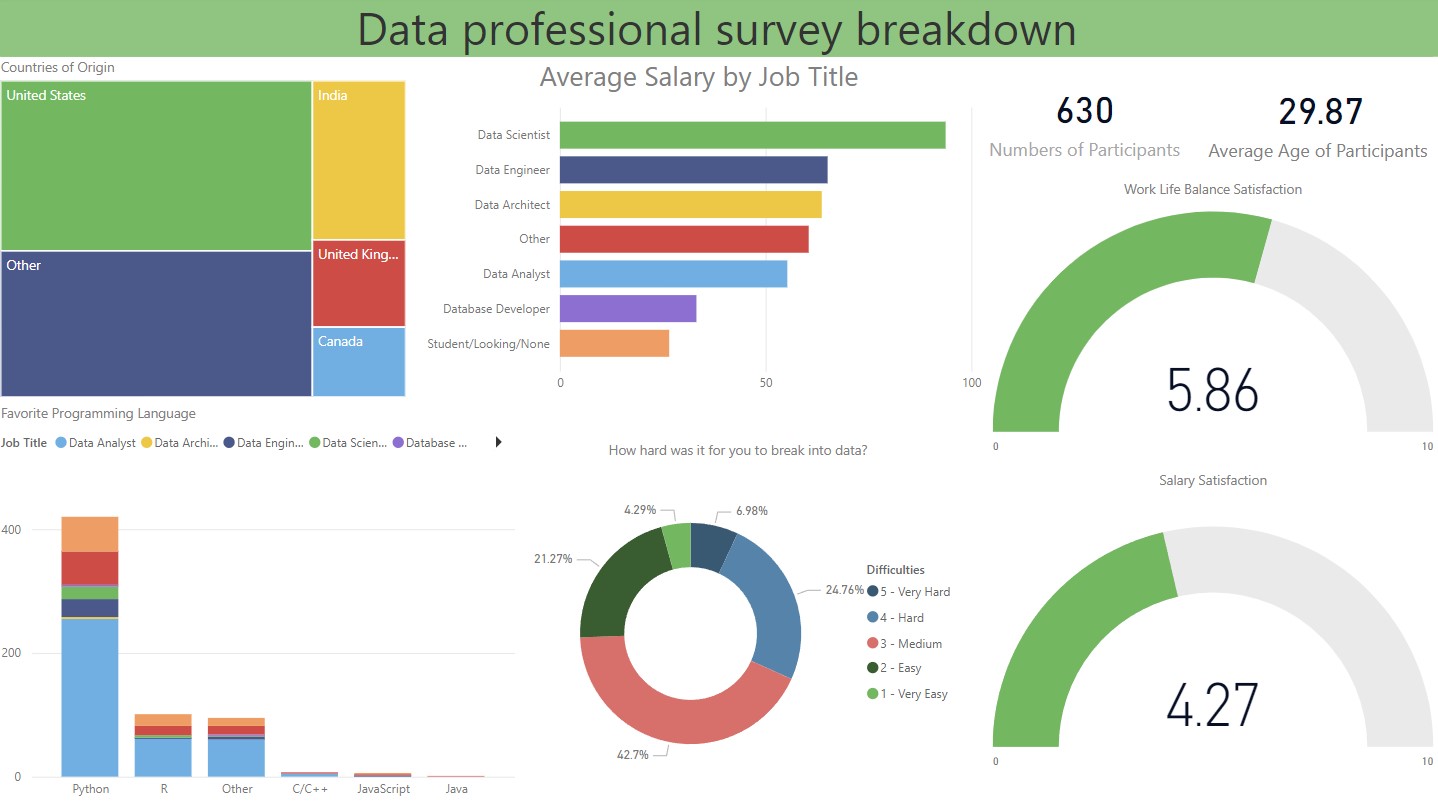 Data professional survey breakdown
Countries of Origin
United States
India
Other
United King...
Canada
Average Salary by Job Title
Data Scientist
Data Engineer
Data Architect
Other
Data Analyst
Database Developer
Student/Looking/None
0 50 100
630
Numbers of Participants
29.87
Average Age of Participants
Work Life Balance Satisfaction
5.86
0 10
Favorite Programming Language
Job Title Data Analyst Data Archi... Data Engin... Data Scien... Database ...
400
200
0
Python R Other C/C++ JavaScript Java
How hard was it for you to break into data?
4.29% 6.98%
21.27%
24.76%
42.7%
Difficulties
5 - Very Hard
4 - Hard
3 - Medium
2 - Easy
1 - Very Easy
Salary Satisfaction
4.27
0 10